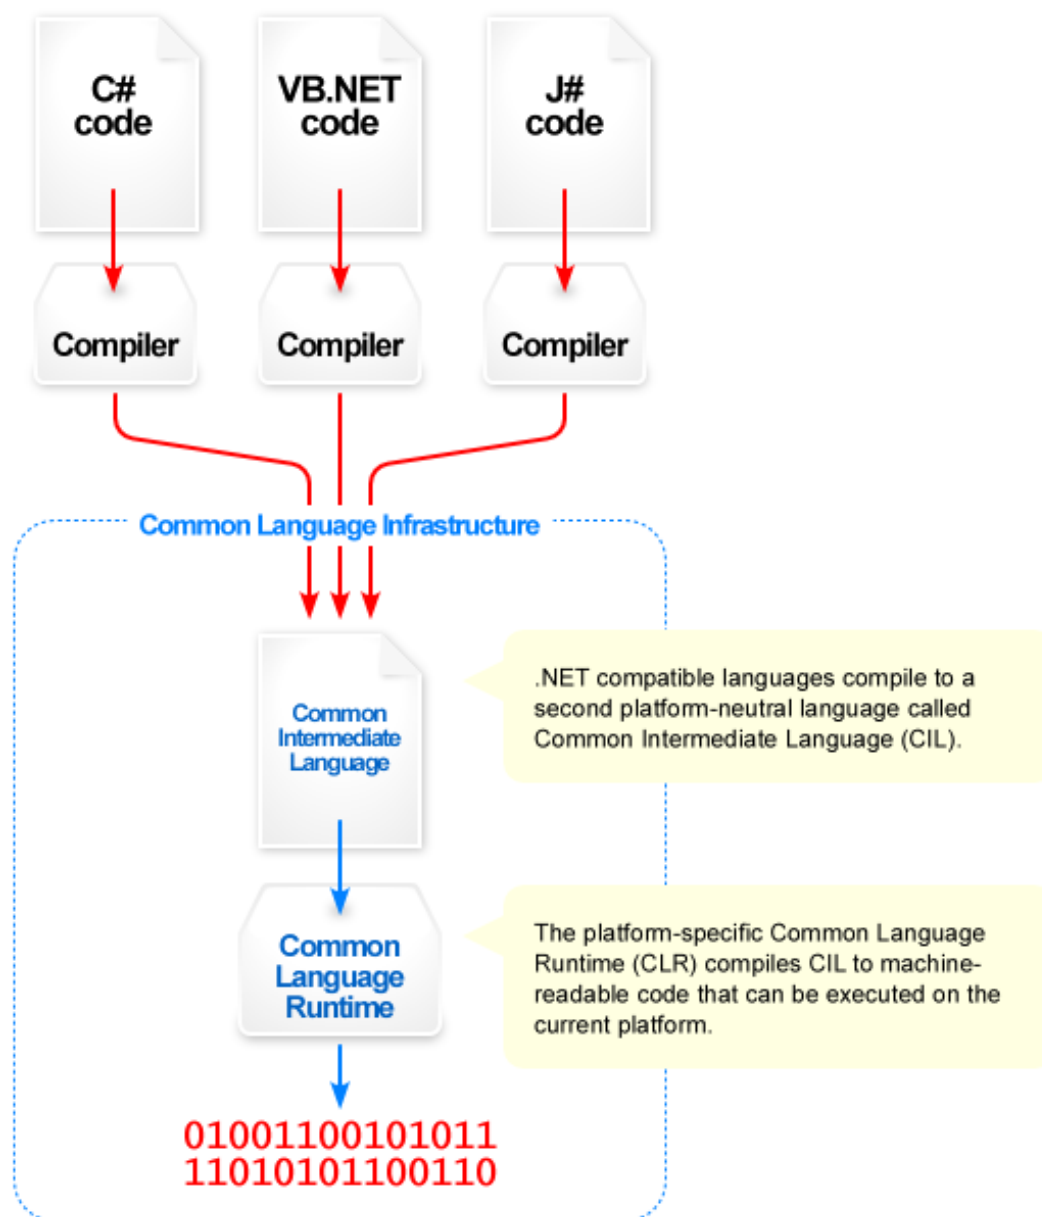 C#
code
VB.NET
code
J#
code
Compiler
Compiler
Compiler
Common Language Infrastructure
Common
Intermediate
Language
.NET compatible languages compile to a
second platform-neutral language called
Common Intermediate Language (CIL).
Common
Language
Runtime
The platform-specific Common Language
Runtime (CLR) compiles CIL to machine-
readable code that can be executed on the
current platform.
01001100101011
11010101100110